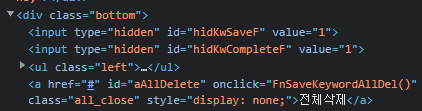 ▼<div class="bottom">
<input type="hidden" id="hidKwSaveF" value="1">
<input type="hidden" id="hidKwCompleteF" value="1">
▶<ul class="left">…</ul>
<a href="#" id="aAllDelete" onclick="FnSaveKeywordAllDel()"
class="all_close" style="display: none;">전체삭제</a>